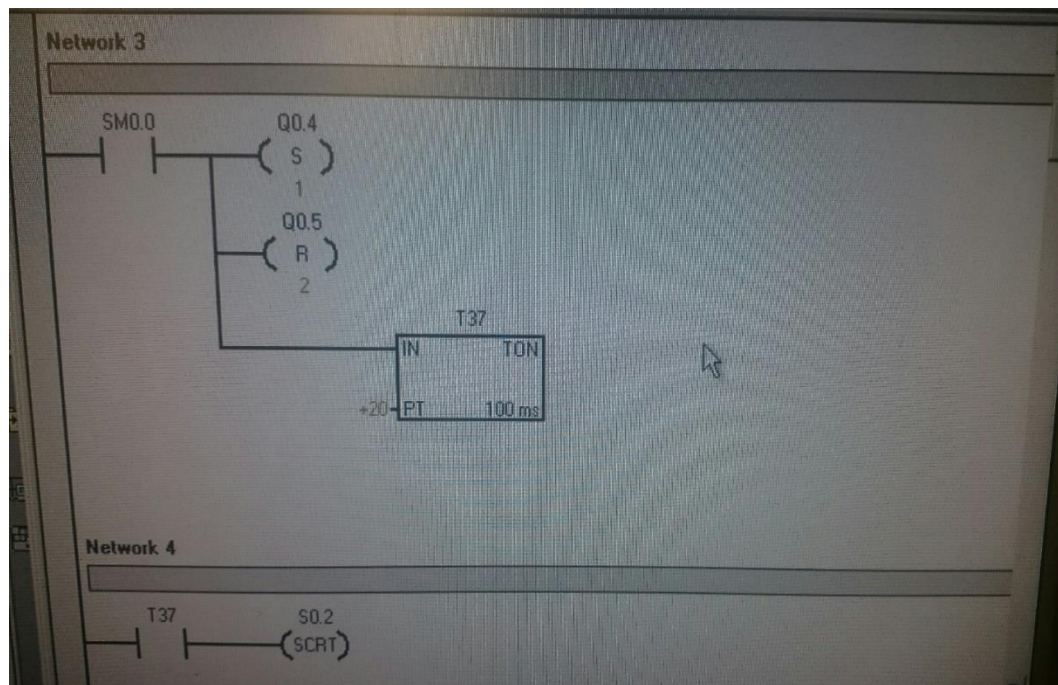 Network 3
SM0.0 Q0.4
S
1
Q0.5
R
2
T37
IN TON
+20 PT 100 ms
Network 4
T37 S0.2
SCRT